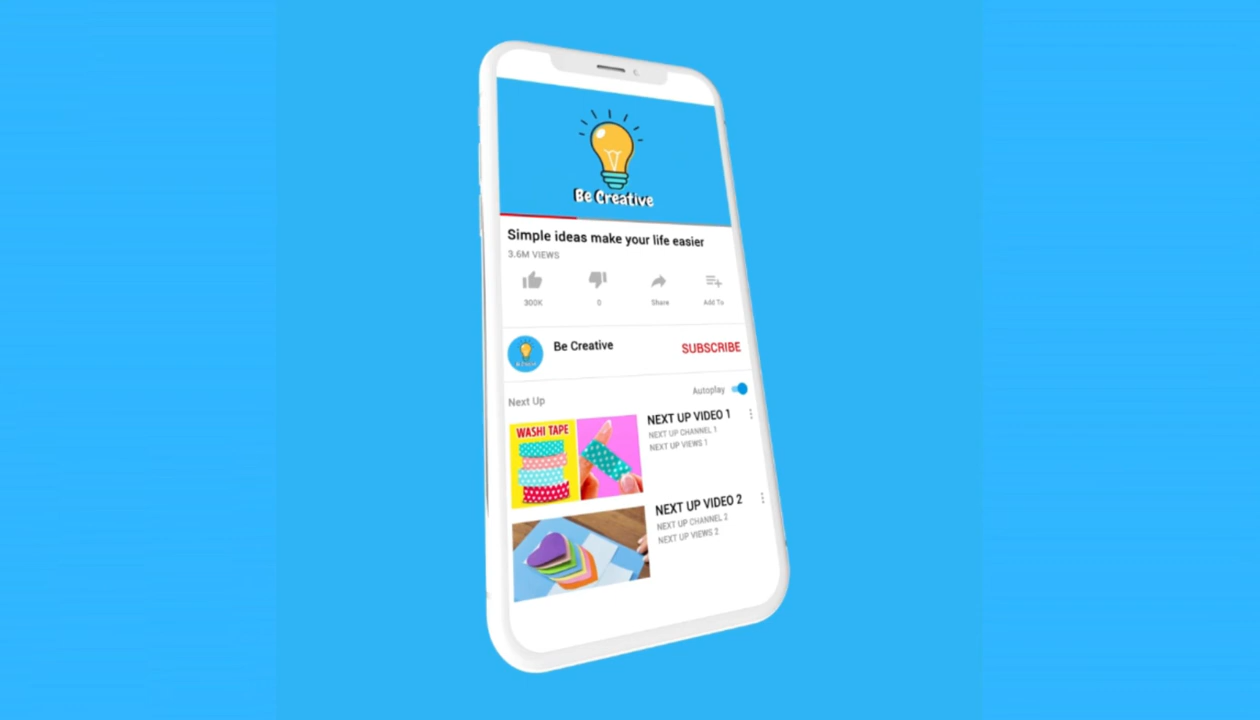 Be Creative
Simple ideas make your life easier
3.6M VIEWS
300K
0
Share
Add To
Be Creative
SUBSCRIBE
Next Up
Autoplay
WASHI TAPE
NEXT UP VIDEO 1
NEXT UP CHANNEL 1
NEXT UP VIEWS 1
NEXT UP VIDEO 2
NEXT UP CHANNEL 2
NEXT UP VIEWS 2